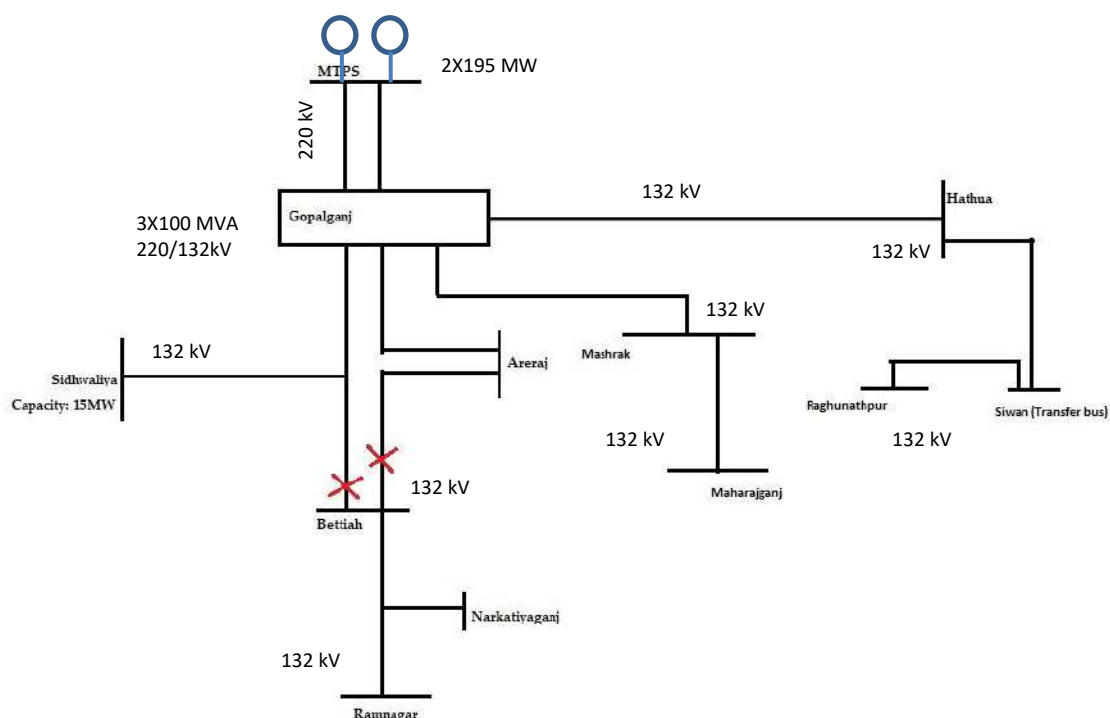 MTPS
2X195 MW
220 kV
Gopalganj
3X100 MVA
220/132kV
132 kV
Hathua
132 kV
132 kV
Sidhwaliya
Capacity: 15MW
Areraj
132 kV
Mashrak
Raghunathpur
Siwan (Transfer bus)
132 kV
132 kV
Maharajganj
132 kV
Bettiah
Narkatiyaganj
132 kV
Ramnagar